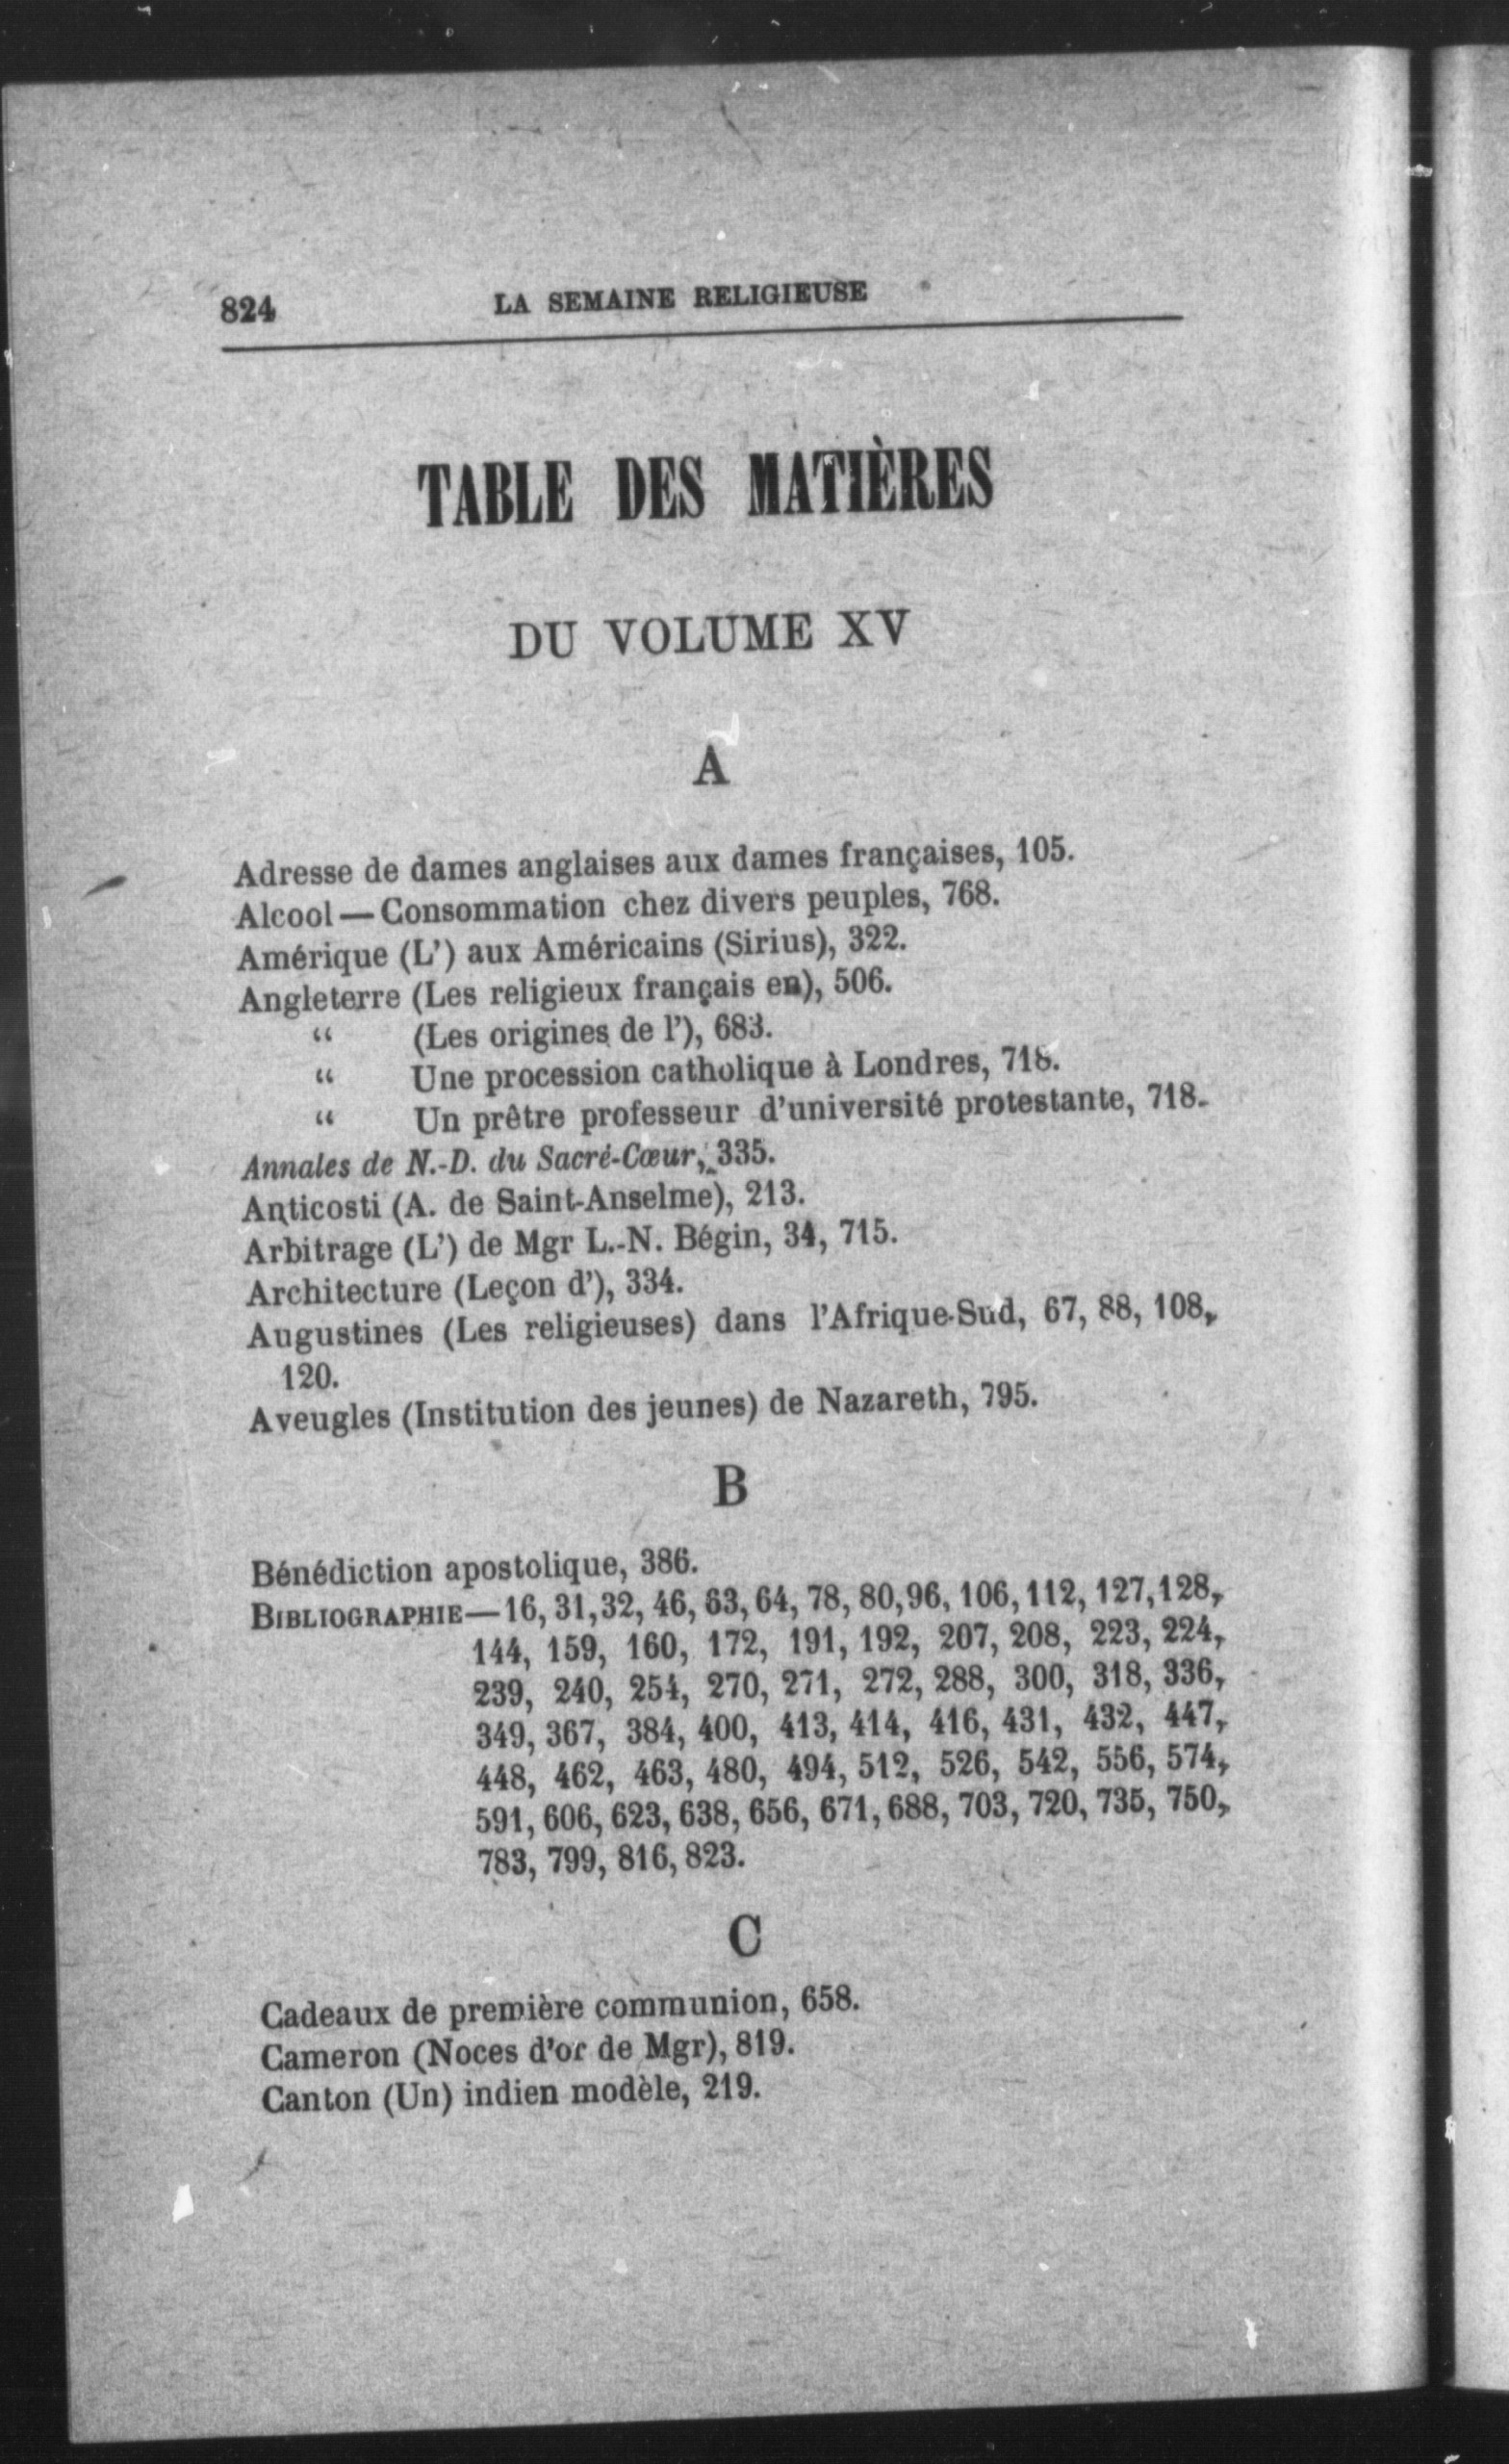 824 LA SEMAINE RELIGIEUSE
TABLE DES MATIÈRES
DU VOLUME XV
A
Adresse de dames anglaises aux dames françaises, 105.
Alcool — Consommation chez divers peuples, 768.
Amérique (L') aux Américains (Sirius), 322.
Angleterre (Les religieux français en), 506.
“ (Les origines de l'), 683.
“ Une procession catholique à Londres, 718.
“ Un prêtre professeur d'université protestante, 718.
Annales de N.-D. du Sacré-Cœur, 335.
Anticosti (A. de Saint-Anselme), 213.
Arbitrage (L') de Mgr L.-N. Bégin, 34, 715.
Architecture (Leçon d'), 334.
Augustines (Les religieuses) dans l'Afrique-Sud, 67, 88, 108,
120.
Aveugles (Institution des jeunes) de Nazareth, 795.
B
Bénédiction apostolique, 386.
BIBLIOGRAPHIE—16, 31, 32, 46, 63, 64, 78, 80, 96, 106, 112, 127, 128,
144, 159, 160, 172, 191, 192, 207, 208, 223, 224,
239, 240, 254, 270, 271, 272, 288, 300, 318, 336,
349, 367, 384, 400, 413, 414, 416, 431, 432, 447,
448, 462, 463, 480, 494, 512, 526, 542, 556, 574,
591, 606, 623, 638, 656, 671, 688, 703, 720, 735, 750,
783, 799, 816, 823.
C
Cadeaux de première communion, 658.
Cameron (Noces d'or de Mgr), 819.
Canton (Un) indien modèle, 219.